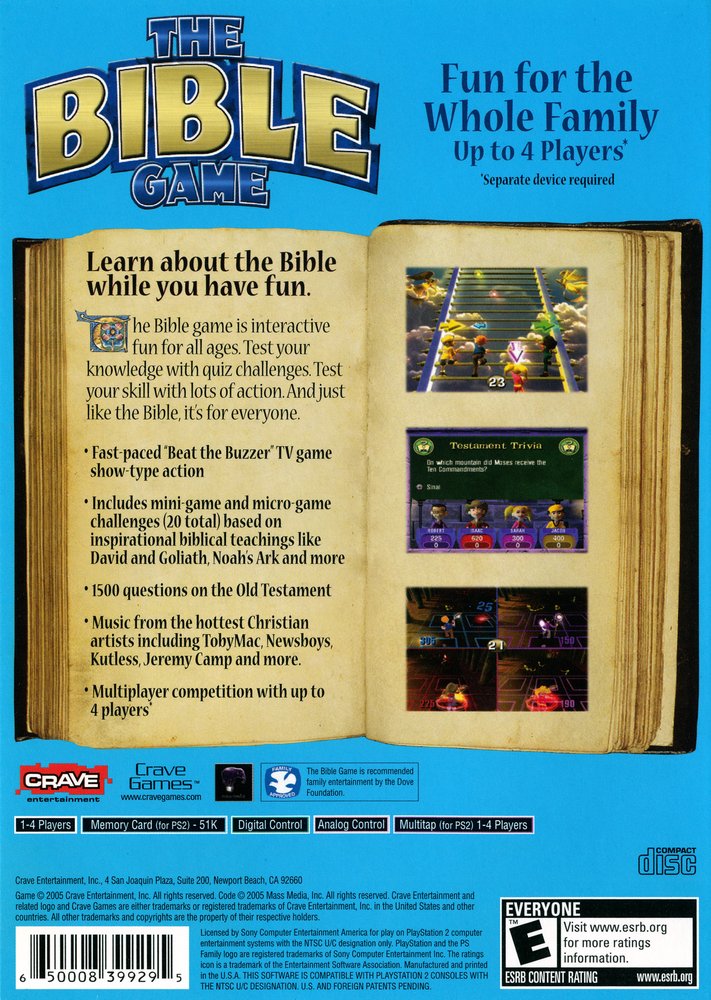 THE
BIBLE
GAME
Fun for the
Whole Family
Up to 4 Players*
*Separate device required
Learn about the Bible
while you have fun.
The Bible game is interactive
fun for all ages. Test your
knowledge with quiz challenges. Test
your skill with lots of action. And just
like the Bible, it's for everyone.
• Fast-paced "Beat the Buzzer" TV game
show-type action
• Includes mini-game and micro-game
challenges (20 total) based on
inspirational biblical teachings like
David and Goliath, Noah's Ark and more
• 1500 questions on the Old Testament
• Music from the hottest Christian
artists including TobyMac, Newsboys,
Kutless, Jeremy Camp and more.
• Multiplayer competition with up to
4 players*
23
Testament Trivia
On which mountain did Moses receive the
Ten Commandments?
Sinai
ROBERT ISAAC SARAH JACOB
225 620 300 400
0 0 0 0
25
305 150
21
225 190
CRAVE
entertainment
Crave
Games™
www.cravegames.com
FAMILY
APPROVED
The Bible Game is recommended
family entertainment by the Dove
Foundation.
1-4 Players Memory Card (for PS2) - 51K Digital Control Analog Control Multitap (for PS2) 1-4 Players
COMPACT
disc
Crave Entertainment, Inc., 4 San Joaquin Plaza, Suite 200, Newport Beach, CA 92660
Game © 2005 Crave Entertainment, Inc. All rights reserved. Code © 2005 Mass Media, Inc. All rights reserved. Crave Entertainment and
related logo and Crave Games are either trademarks or registered trademarks of Crave Entertainment, Inc. in the United States and other
countries. All other trademarks and copyrights are the property of their respective holders.
Licensed by Sony Computer Entertainment America for play on PlayStation 2 computer
entertainment systems with the NTSC U/C designation only. PlayStation and the PS
Family logo are registered trademarks of Sony Computer Entertainment Inc. The ratings
icon is a trademark of the Entertainment Software Association. Manufactured and printed
in the U.S.A. THIS SOFTWARE IS COMPATIBLE WITH PLAYSTATION 2 CONSOLES WITH
THE NTSC U/C DESIGNATION. U.S. AND FOREIGN PATENTS PENDING.
6 50008 39929 5
EVERYONE
E
Visit www.esrb.org
for more ratings
information.
ESRB CONTENT RATING www.esrb.org